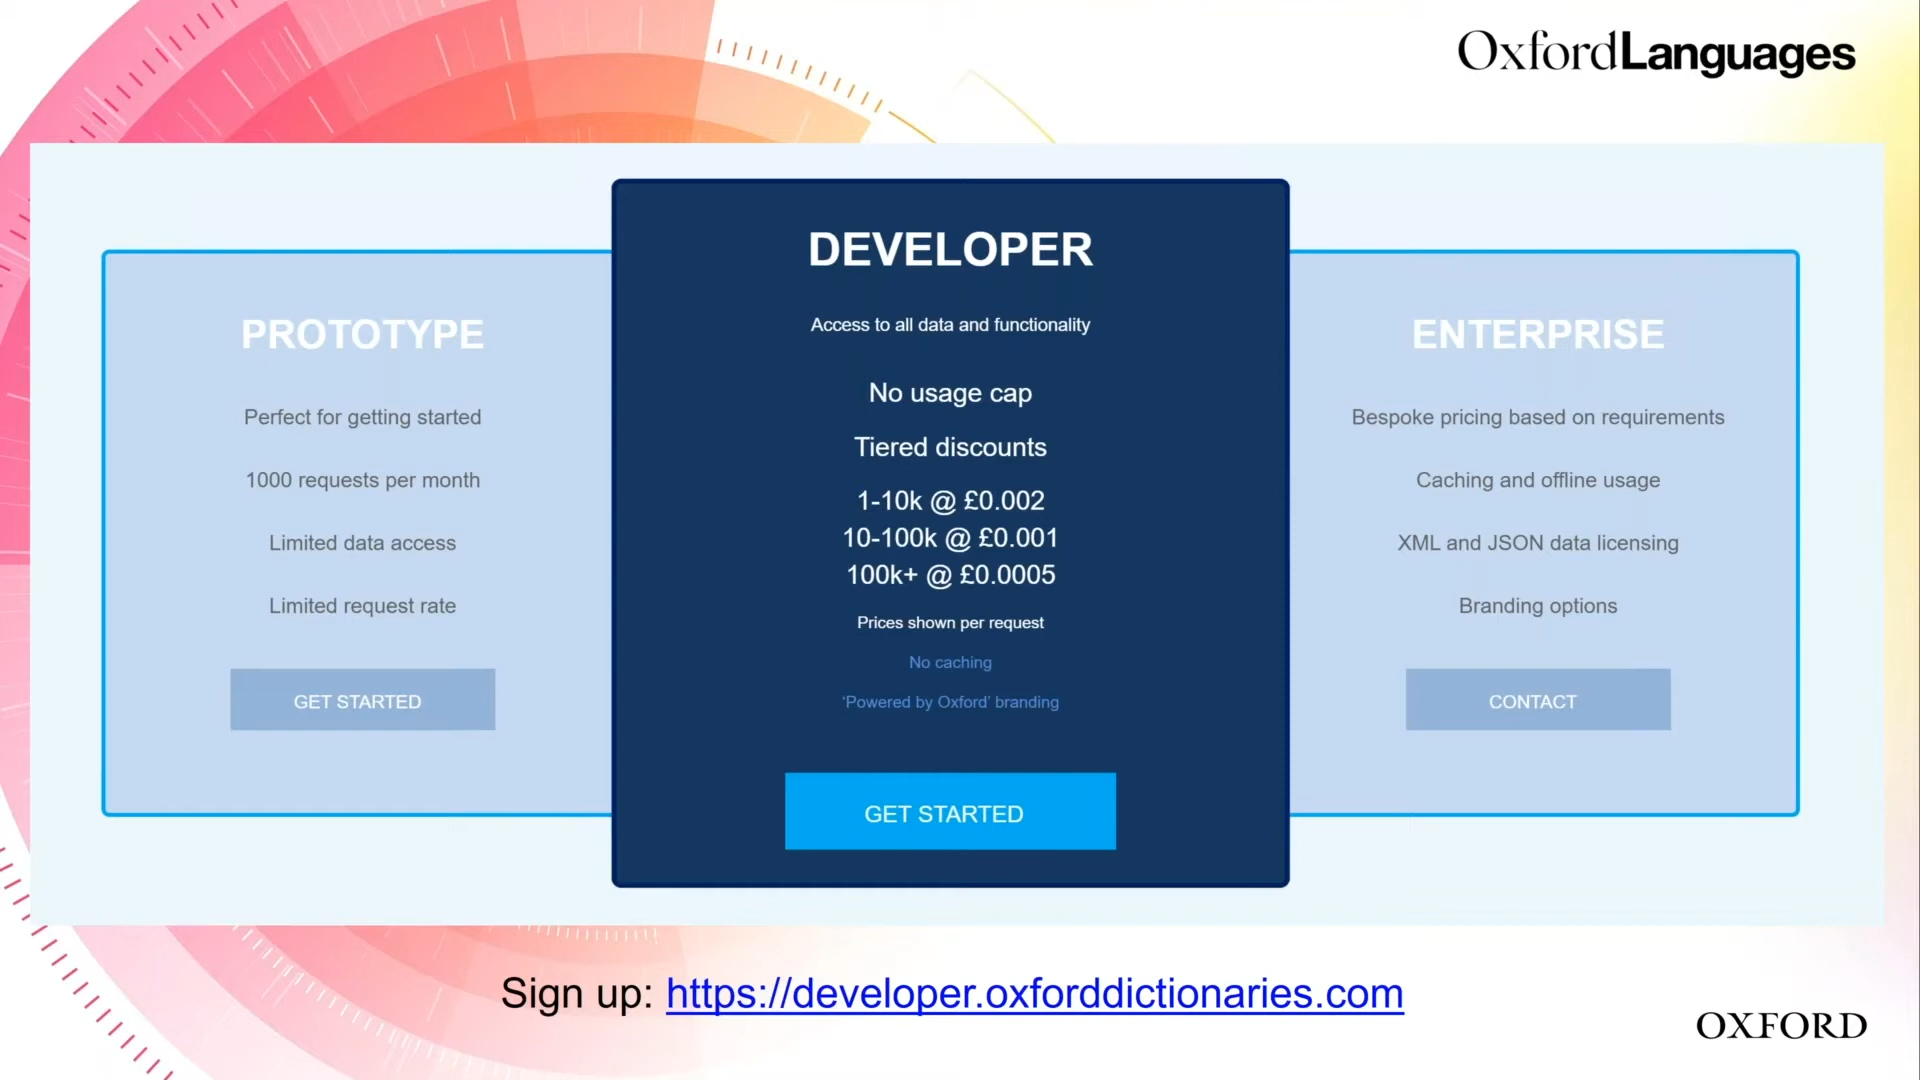 OxfordLanguages
PROTOTYPE
Perfect for getting started
1000 requests per month
Limited data access
Limited request rate
GET STARTED
DEVELOPER
Access to all data and functionality
No usage cap
Tiered discounts
1-10k @ £0.002
10-100k @ £0.001
100k+ @ £0.0005
Prices shown per request
No caching
‘Powered by Oxford’ branding
GET STARTED
ENTERPRISE
Bespoke pricing based on requirements
Caching and offline usage
XML and JSON data licensing
Branding options
CONTACT
Sign up: https://developer.oxforddictionaries.com
OXFORD